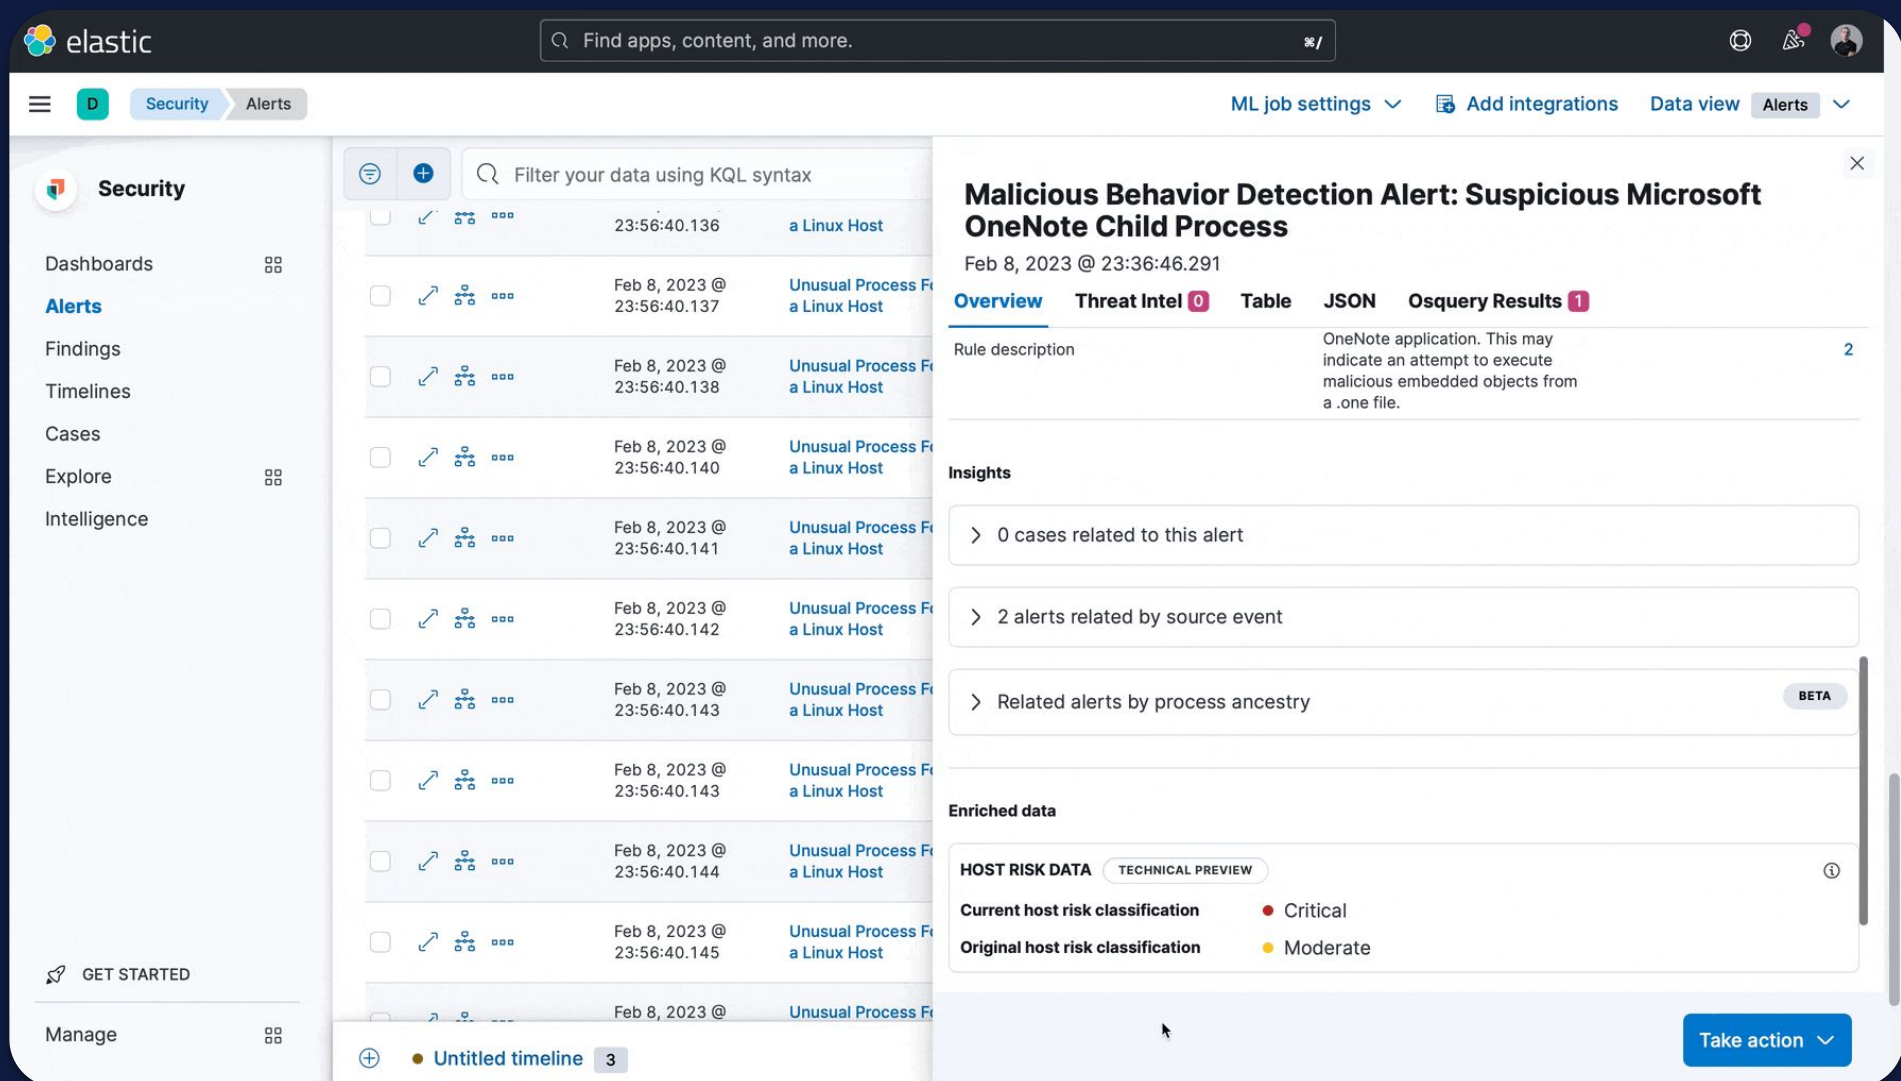 elastic
Find apps, content, and more.
⌘/
D
Security
Alerts
ML job settings
Add integrations
Data view
Alerts
Security
Dashboards
Alerts
Findings
Timelines
Cases
Explore
Intelligence
GET STARTED
Manage
Filter your data using KQL syntax
23:56:40.136
a Linux Host
Feb 8, 2023 @
23:56:40.137
Unusual Process Fo
a Linux Host
Feb 8, 2023 @
23:56:40.138
Unusual Process Fo
a Linux Host
Feb 8, 2023 @
23:56:40.140
Unusual Process Fo
a Linux Host
Feb 8, 2023 @
23:56:40.141
Unusual Process Fo
a Linux Host
Feb 8, 2023 @
23:56:40.142
Unusual Process Fo
a Linux Host
Feb 8, 2023 @
23:56:40.143
Unusual Process Fo
a Linux Host
Feb 8, 2023 @
23:56:40.143
Unusual Process Fo
a Linux Host
Feb 8, 2023 @
23:56:40.144
Unusual Process Fo
a Linux Host
Feb 8, 2023 @
23:56:40.145
Unusual Process Fo
a Linux Host
Feb 8, 2023 @
Unusual Process Fo
Untitled timeline 3
Malicious Behavior Detection Alert: Suspicious Microsoft
OneNote Child Process
Feb 8, 2023 @ 23:36:46.291
Overview
Threat Intel 0
Table
JSON
Osquery Results 1
Rule description
OneNote application. This may
indicate an attempt to execute
malicious embedded objects from
a .one file.
2
Insights
0 cases related to this alert
2 alerts related by source event
Related alerts by process ancestry
BETA
Enriched data
HOST RISK DATA
TECHNICAL PREVIEW
Current host risk classification
Critical
Original host risk classification
Moderate
Take action